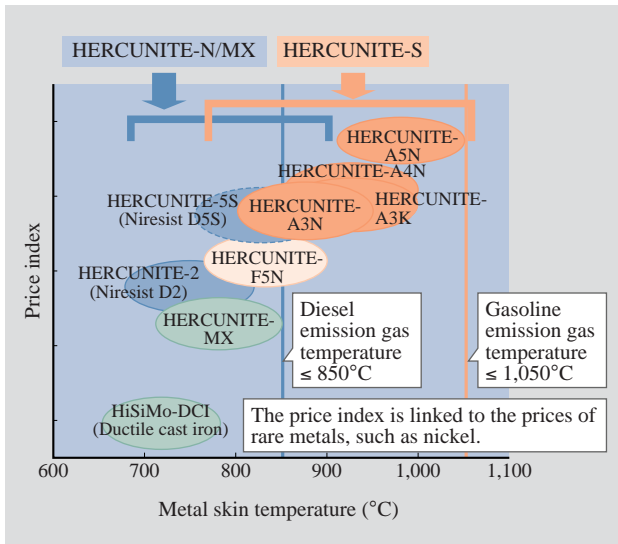 HERCUNITE-N/MX
HERCUNITE-S
HERCUNITE-
A5N
HERCUNITE-A4N
HERCUNITE-5S
(Niresist D5S)
HERCUNITE-
A3N
HERCUNITE-
A3K
HERCUNITE-
F5N
HERCUNITE-2
(Niresist D2)
HERCUNITE-
MX
Diesel
emission gas
temperature
≤ 850°C
Gasoline
emission gas
temperature
≤ 1,050°C
HiSiMo-DCI
(Ductile cast iron)
The price index is linked to the prices of
rare metals, such as nickel.
Price index
600
700
800
900
1,000
1,100
Metal skin temperature (°C)